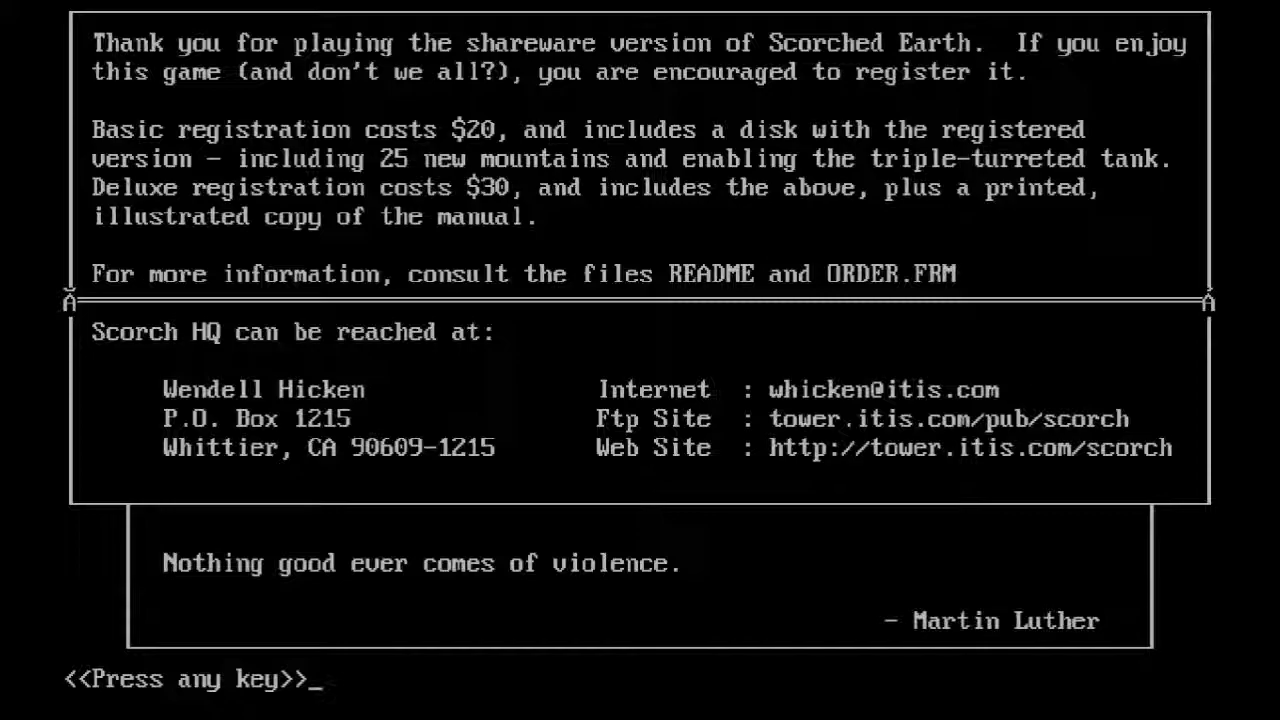 Thank you for playing the shareware version of Scorched Earth.  If you enjoy
this game (and don't we all?), you are encouraged to register it.
Basic registration costs $20, and includes a disk with the registered
version - including 25 new mountains and enabling the triple-turreted tank.
Deluxe registration costs $30, and includes the above, plus a printed,
illustrated copy of the manual.
For more information, consult the files README and ORDER.FRM
Scorch HQ can be reached at:
Wendell Hicken Internet : whicken@itis.com
P.O. Box 1215 Ftp Site : tower.itis.com/pub/scorch
Whittier, CA 90609-1215 Web Site : http://tower.itis.com/scorch
Nothing good ever comes of violence.
- Martin Luther
<<Press any key>>_